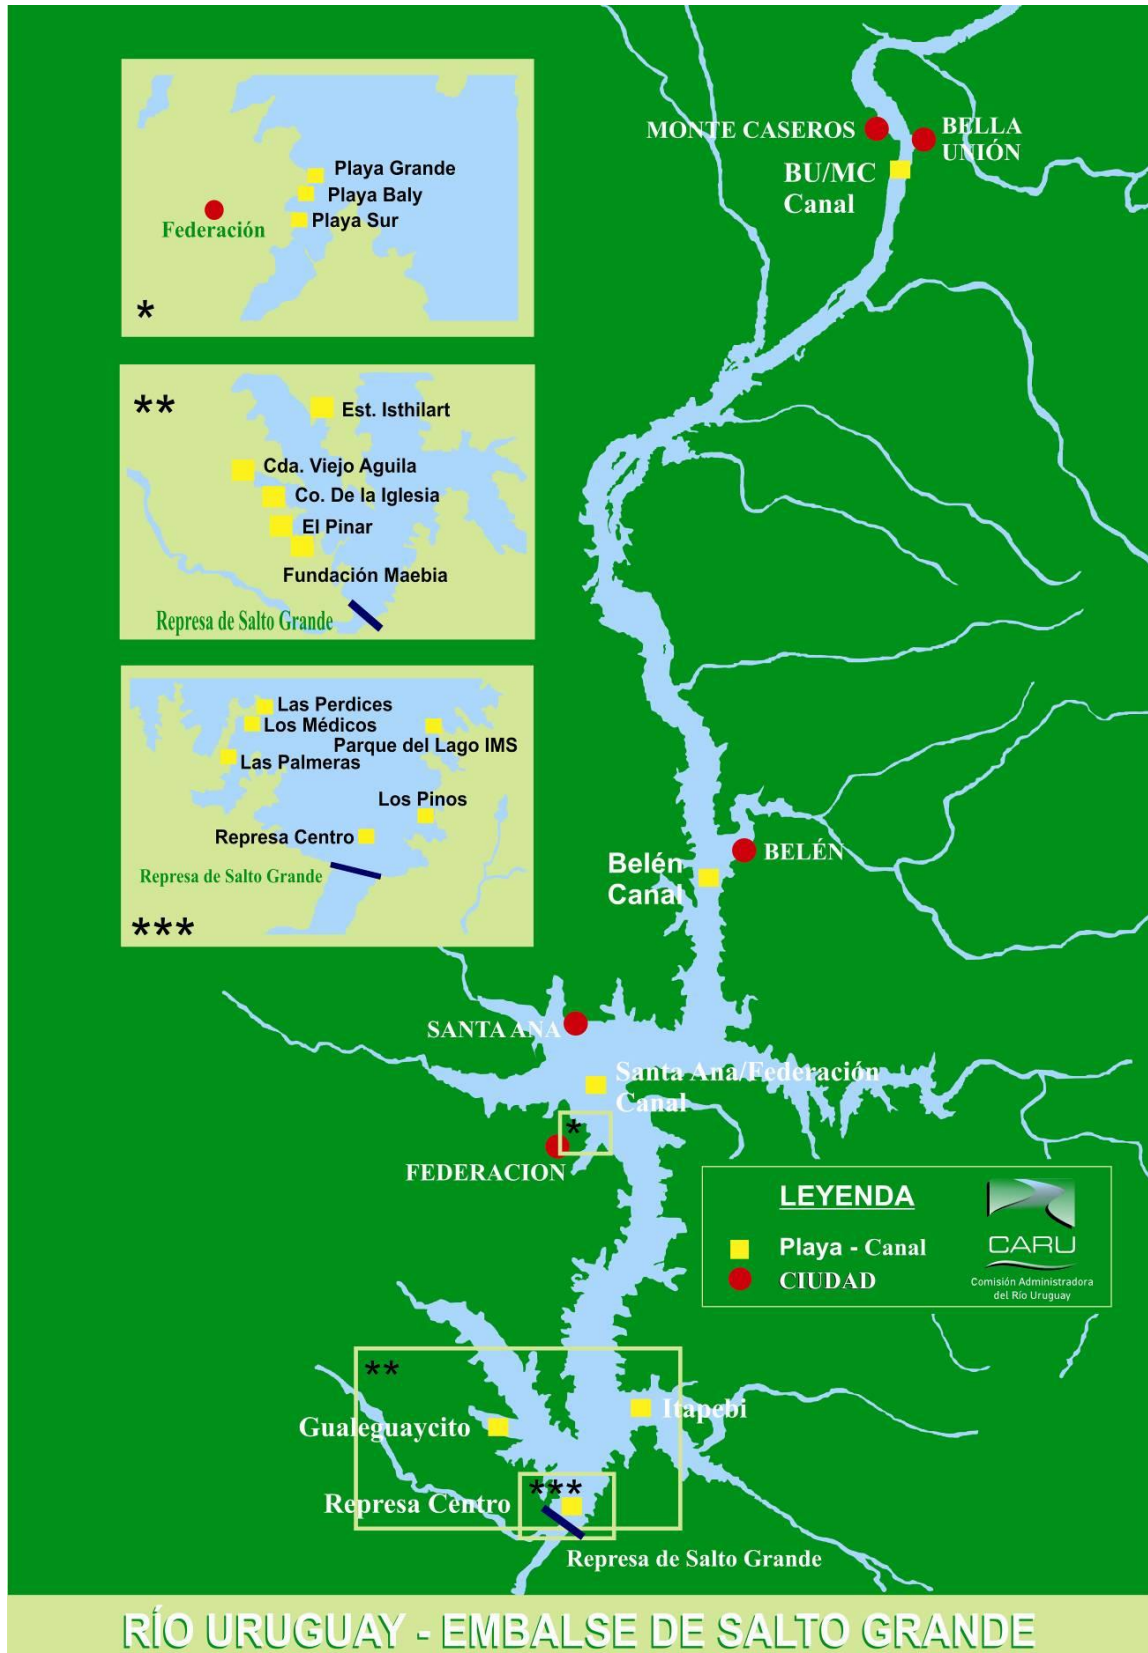 MONTE CASEROS
BELLA
UNIÓN
BU/MC
Canal
Playa Grande
Playa Baly
Playa Sur
Federación
*
**
Est. Isthilart
Cda. Viejo Aguila
Co. De la Iglesia
El Pinar
Fundación Maebia
Represa de Salto Grande
Las Perdices
Los Médicos
Parque del Lago IMS
Las Palmeras
Los Pinos
Represa Centro
Represa de Salto Grande
***
BELÉN
Belén
Canal
SANTA ANA
Santa Ana/Federación
Canal
*
FEDERACION
LEYENDA
Playa - Canal
CIUDAD
CARU
Comisión Administradora
del Río Uruguay
**
Itapebi
Gualeguaycito
***
Represa Centro
Represa de Salto Grande
RÍO URUGUAY - EMBALSE DE SALTO GRANDE